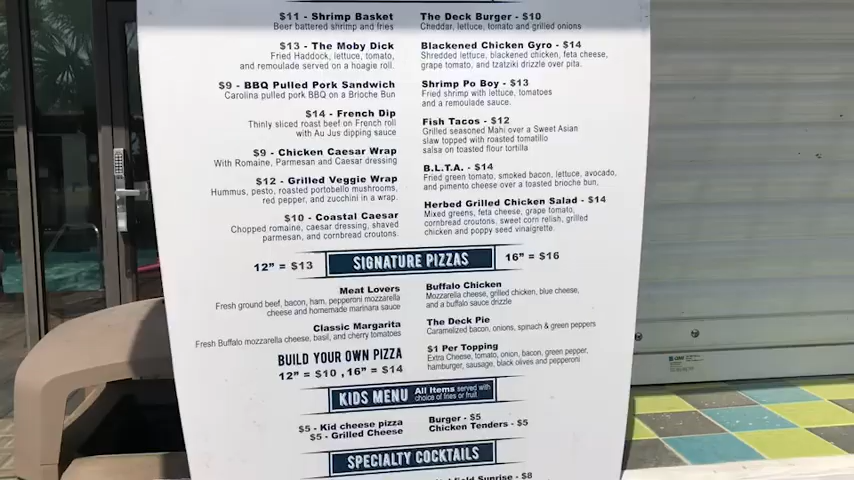 $11 - Shrimp Basket
Beer battered shrimp and fries
$13 - The Moby Dick
Fried Haddock, lettuce, tomato,
and remoulade served on a hoagie roll.
$9 - BBQ Pulled Pork Sandwich
Carolina pulled pork BBQ on a Brioche Bun
$14 - French Dip
Thinly sliced roast beef on French roll
with Au Jus dipping sauce
$9 - Chicken Caesar Wrap
With Romaine, Parmesan and Caesar dressing
$12 - Grilled Veggie Wrap
Hummus, pesto, roasted portobello mushrooms,
red pepper, and zucchini in a wrap.
$10 - Coastal Caesar
Chopped romaine, caesar dressing, shaved
parmesan, and cornbread croutons.
The Deck Burger - $10
Cheddar, lettuce, tomato and grilled onions
Blackened Chicken Gyro - $14
Shredded lettuce, blackened chicken, feta cheese,
grape tomato, and tzatziki drizzle over pita.
Shrimp Po Boy - $13
Fried shrimp with lettuce, tomatoes
and a remoulade sauce.
Fish Tacos - $12
Grilled seasoned Mahi over a Sweet Asian
slaw topped with roasted tomatillo
salsa on toasted flour tortilla
B.L.T.A. - $14
Fried green tomato, smoked bacon, lettuce, avocado,
and pimento cheese over a toasted brioche bun,
Herbed Grilled Chicken Salad - $14
Mixed greens, feta cheese, grape tomato,
cornbread croutons, sweet corn relish, grilled
chicken and poppy seed vinaigrette.
12" = $13 SIGNATURE PIZZAS 16" = $16
Meat Lovers
Fresh ground beef, bacon, ham, pepperoni mozzarella
cheese and homemade marinara sauce
Classic Margarita
Fresh Buffalo mozzarella cheese, basil, and cherry tomatoes
BUILD YOUR OWN PIZZA
12" = $10 , 16" = $14
Buffalo Chicken
Mozzarella cheese, grilled chicken, blue cheese,
and a buffalo sauce drizzle
The Deck Pie
Caramelized bacon, onions, spinach & green peppers
$1 Per Topping
Extra Cheese, tomato, onion, bacon, green pepper,
hamburger, sausage, black olives and pepperoni
KIDS MENU All Items served with
choice of fries or fruit
$5 - Kid cheese pizza
$5 - Grilled Cheese
Burger - $5
Chicken Tenders - $5
SPECIALTY COCKTAILS
Sunrise - $8